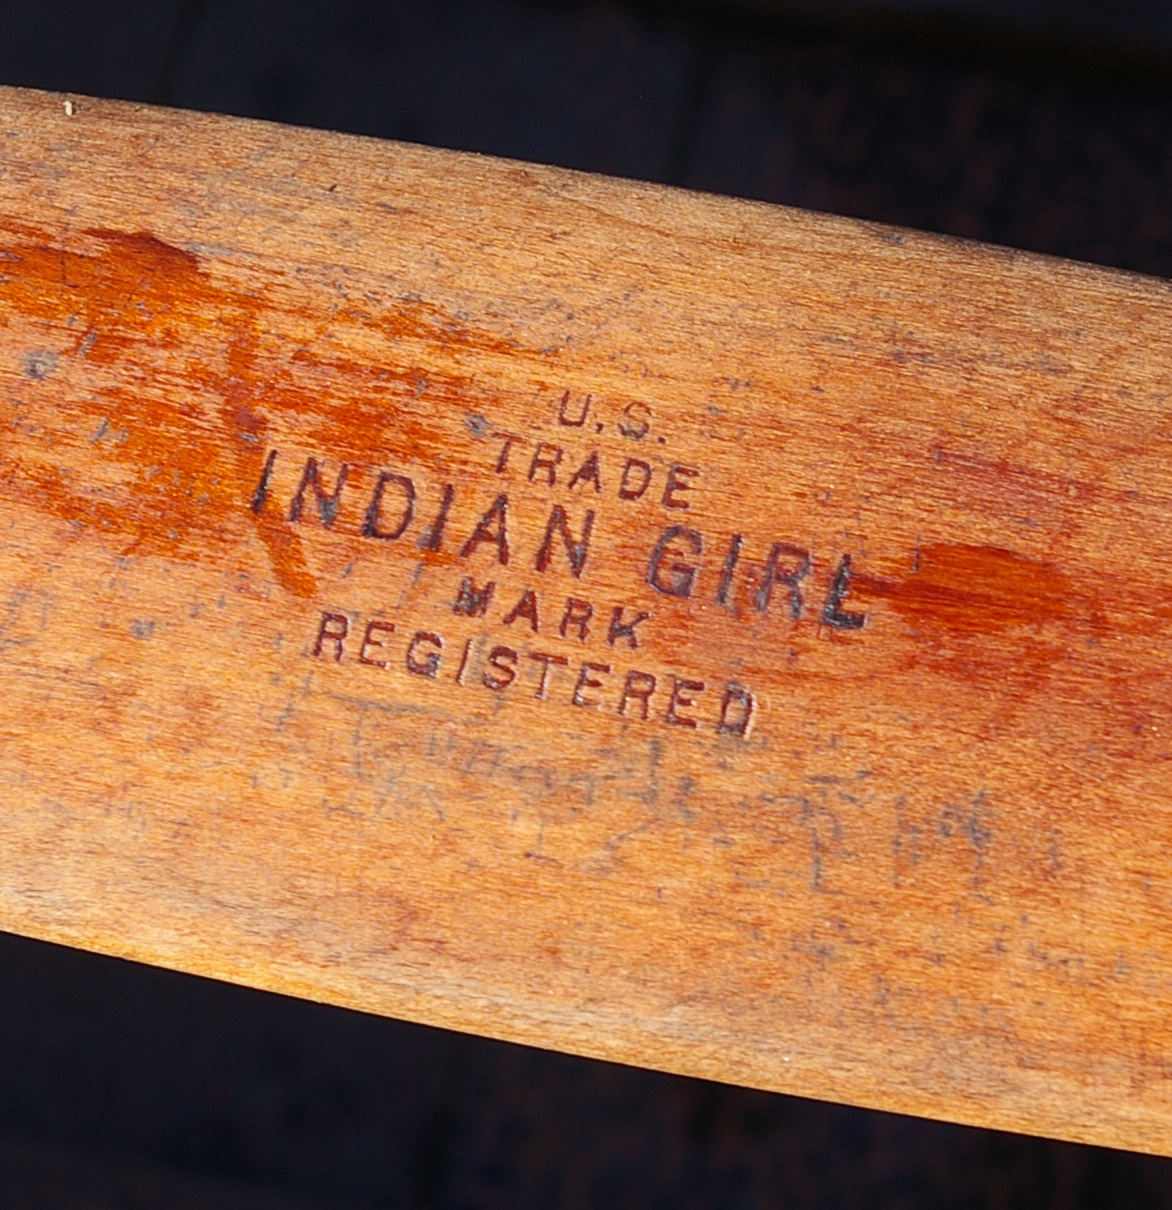 U.S.
TRADE
INDIAN GIRL
MARK
REGISTERED